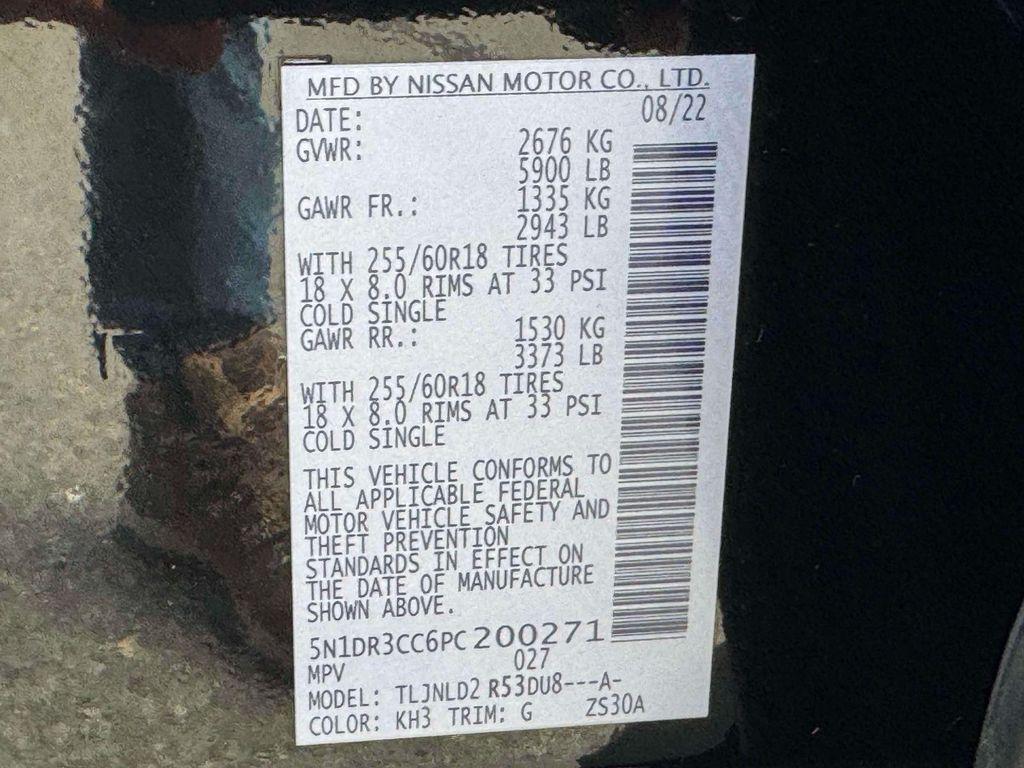 MFD BY NISSAN MOTOR CO., LTD.
DATE: 08/22
GVWR: 2676 KG
5900 LB
GAWR FR.: 1335 KG
2943 LB
WITH 255/60R18 TIRES
18 X 8.0 RIMS AT 33 PSI
COLD SINGLE
GAWR RR.: 1530 KG
3373 LB
WITH 255/60R18 TIRES
18 X 8.0 RIMS AT 33 PSI
COLD SINGLE
THIS VEHICLE CONFORMS TO
ALL APPLICABLE FEDERAL
MOTOR VEHICLE SAFETY AND
THEFT PREVENTION
STANDARDS IN EFFECT ON
THE DATE OF MANUFACTURE
SHOWN ABOVE.
5N1DR3CC6PC200271
MPV 027
MODEL: TLJNLD2 R53DU8---A-
COLOR: KH3 TRIM: G ZS30A